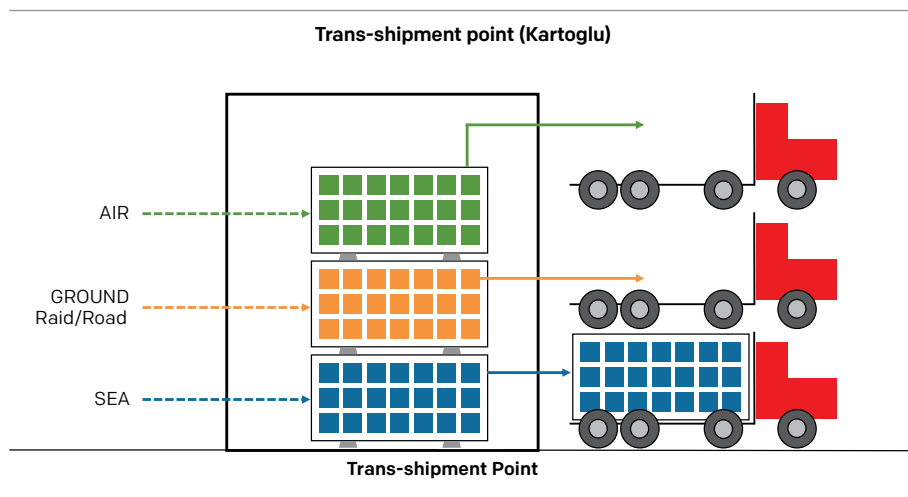 Trans-shipment point (Kartoglu)
AIR
GROUND
Raid/Road
SEA
Trans-shipment Point